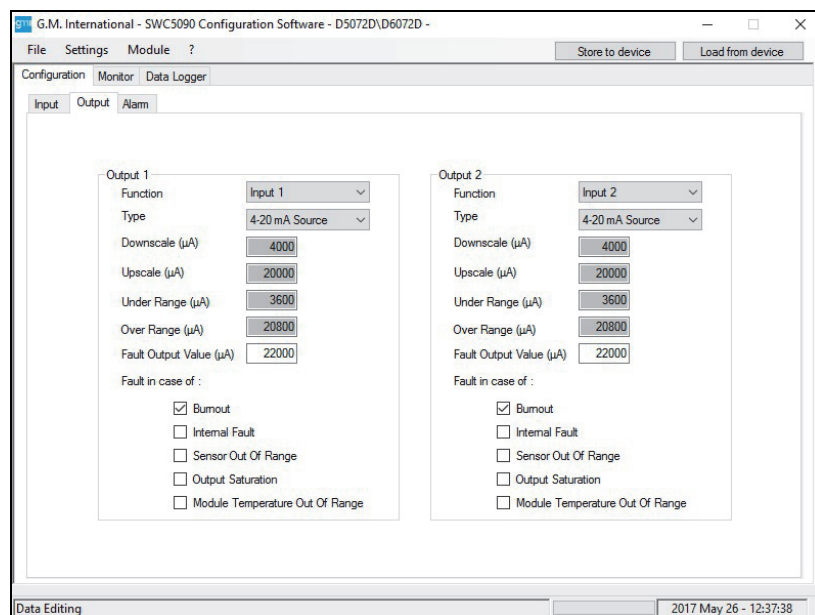 gmi G.M. International - SWC5090 Configuration Software - D5072D\D6072D -
File Settings Module ? Store to device Load from device
Configuration Monitor Data Logger
Input Output Alarm
Output 1
Function Input 1
Type 4-20 mA Source
Downscale (µA) 4000
Upscale (µA) 20000
Under Range (µA) 3600
Over Range (µA) 20800
Fault Output Value (µA) 22000
Fault in case of :
Burnout
Internal Fault
Sensor Out Of Range
Output Saturation
Module Temperature Out Of Range
Output 2
Function Input 2
Type 4-20 mA Source
Downscale (µA) 4000
Upscale (µA) 20000
Under Range (µA) 3600
Over Range (µA) 20800
Fault Output Value (µA) 22000
Fault in case of :
Burnout
Internal Fault
Sensor Out Of Range
Output Saturation
Module Temperature Out Of Range
Data Editing 2017 May 26 - 12:37:38